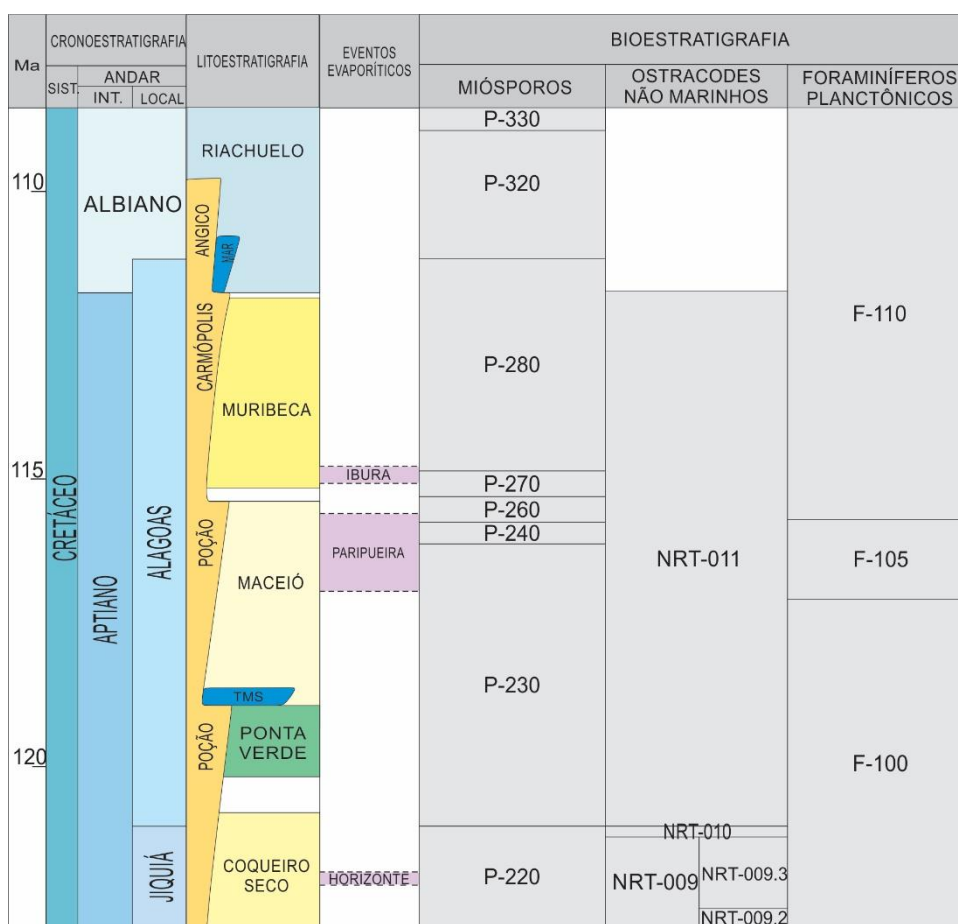 Ma
CRONOESTRATIGRAFIA
SIST.
ANDAR
INT.
LOCAL
LITOESTRATIGRAFIA
EVENTOS
EVAPORÍTICOS
BIOESTRATIGRAFIA
MIÓSPOROS
OSTRACODES
NÃO MARINHOS
FORAMINÍFEROS
PLANCTÔNICOS
110
115
120
CRETÁCEO
ALBIANO
APTIANO
ALAGOAS
JIQUIÁ
RIACHUELO
ANGICO
MAR
CARMÓPOLIS
MURIBECA
POÇÃO
MACEIÓ
TMS
POÇÃO
PONTA
VERDE
COQUEIRO
SECO
IBURA
PARIPUEIRA
HORIZONTE
P-330
P-320
P-280
P-270
P-260
P-240
P-230
P-220
NRT-011
NRT-010
NRT-009
NRT-009.3
NRT-009.2
F-110
F-105
F-100